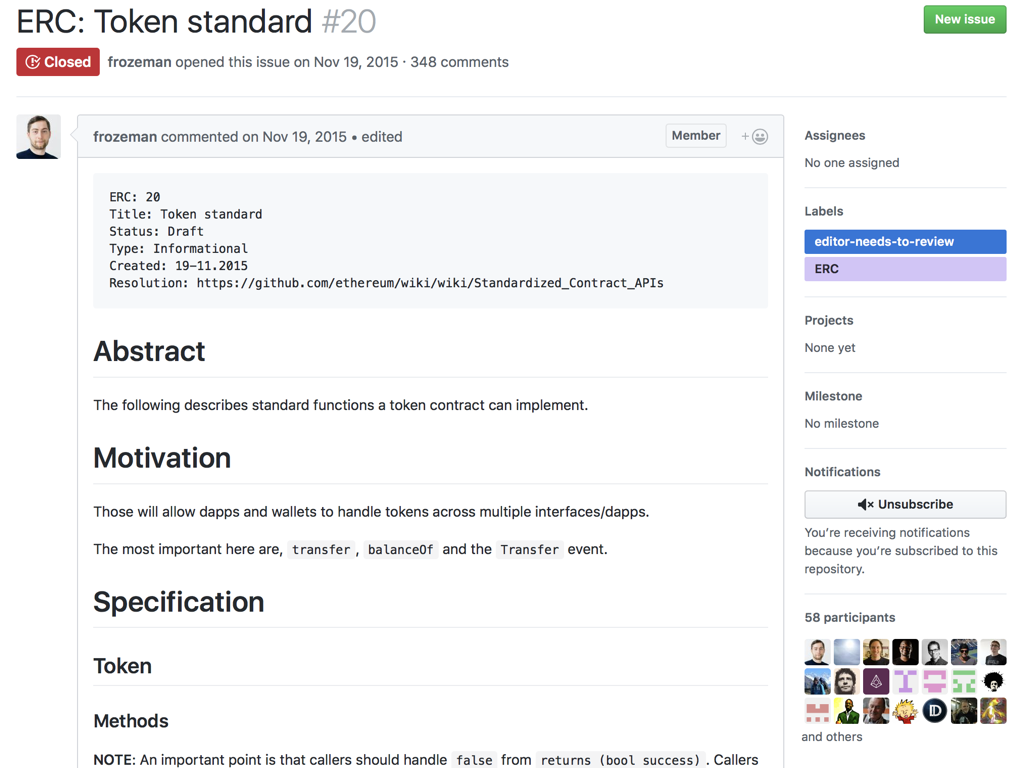 ERC: Token standard #20
New issue
Closed frozeman opened this issue on Nov 19, 2015 · 348 comments
frozeman commented on Nov 19, 2015 • edited
Member
ERC: 20
Title: Token standard
Status: Draft
Type: Informational
Created: 19-11.2015
Resolution: https://github.com/ethereum/wiki/wiki/Standardized_Contract_APIs
Abstract
The following describes standard functions a token contract can implement.
Motivation
Those will allow dapps and wallets to handle tokens across multiple interfaces/dapps.
The most important here are, transfer, balanceOf and the Transfer event.
Specification
Token
Methods
NOTE: An important point is that callers should handle false from returns (bool success). Callers
Assignees
No one assigned
Labels
editor-needs-to-review
ERC
Projects
None yet
Milestone
No milestone
Notifications
Unsubscribe
You’re receiving notifications
because you’re subscribed to this
repository.
58 participants
ID
and others